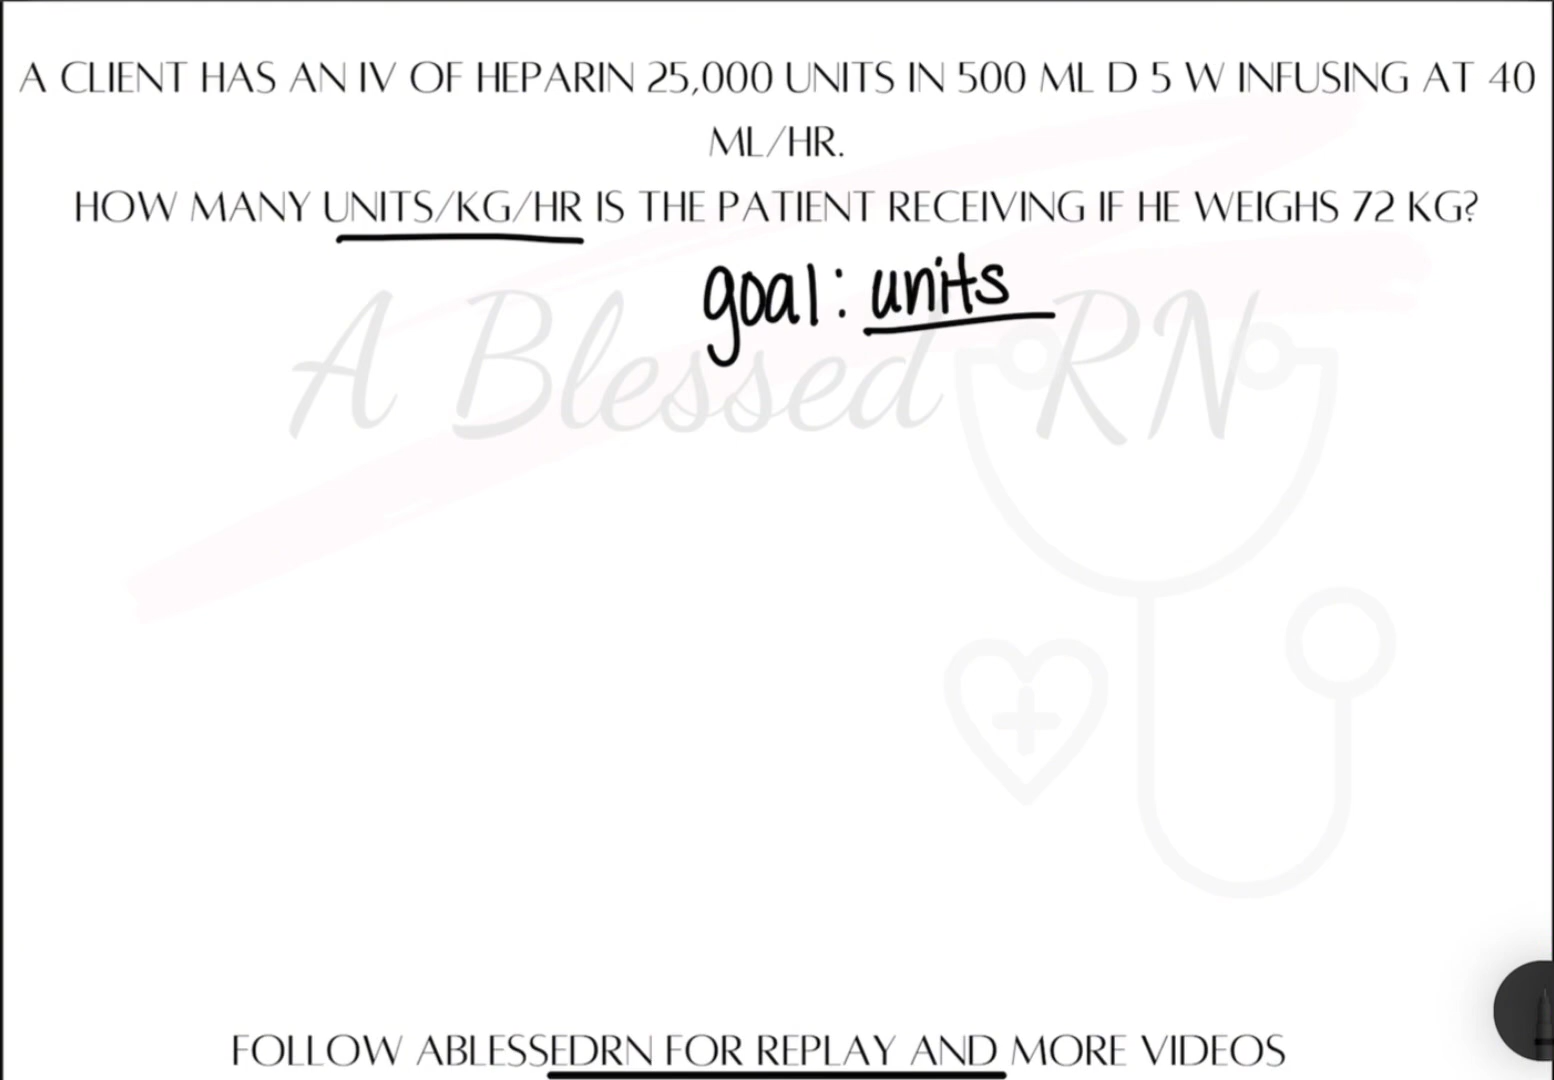 A CLIENT HAS AN IV OF HEPARIN 25,000 UNITS IN 500 ML D 5 W INFUSING AT 40
ML/HR.
HOW MANY UNITS/KG/HR IS THE PATIENT RECEIVING IF HE WEIGHS 72 KG?
goal: units
A Blessed RN
FOLLOW ABLESSEDRN FOR REPLAY AND MORE VIDEOS